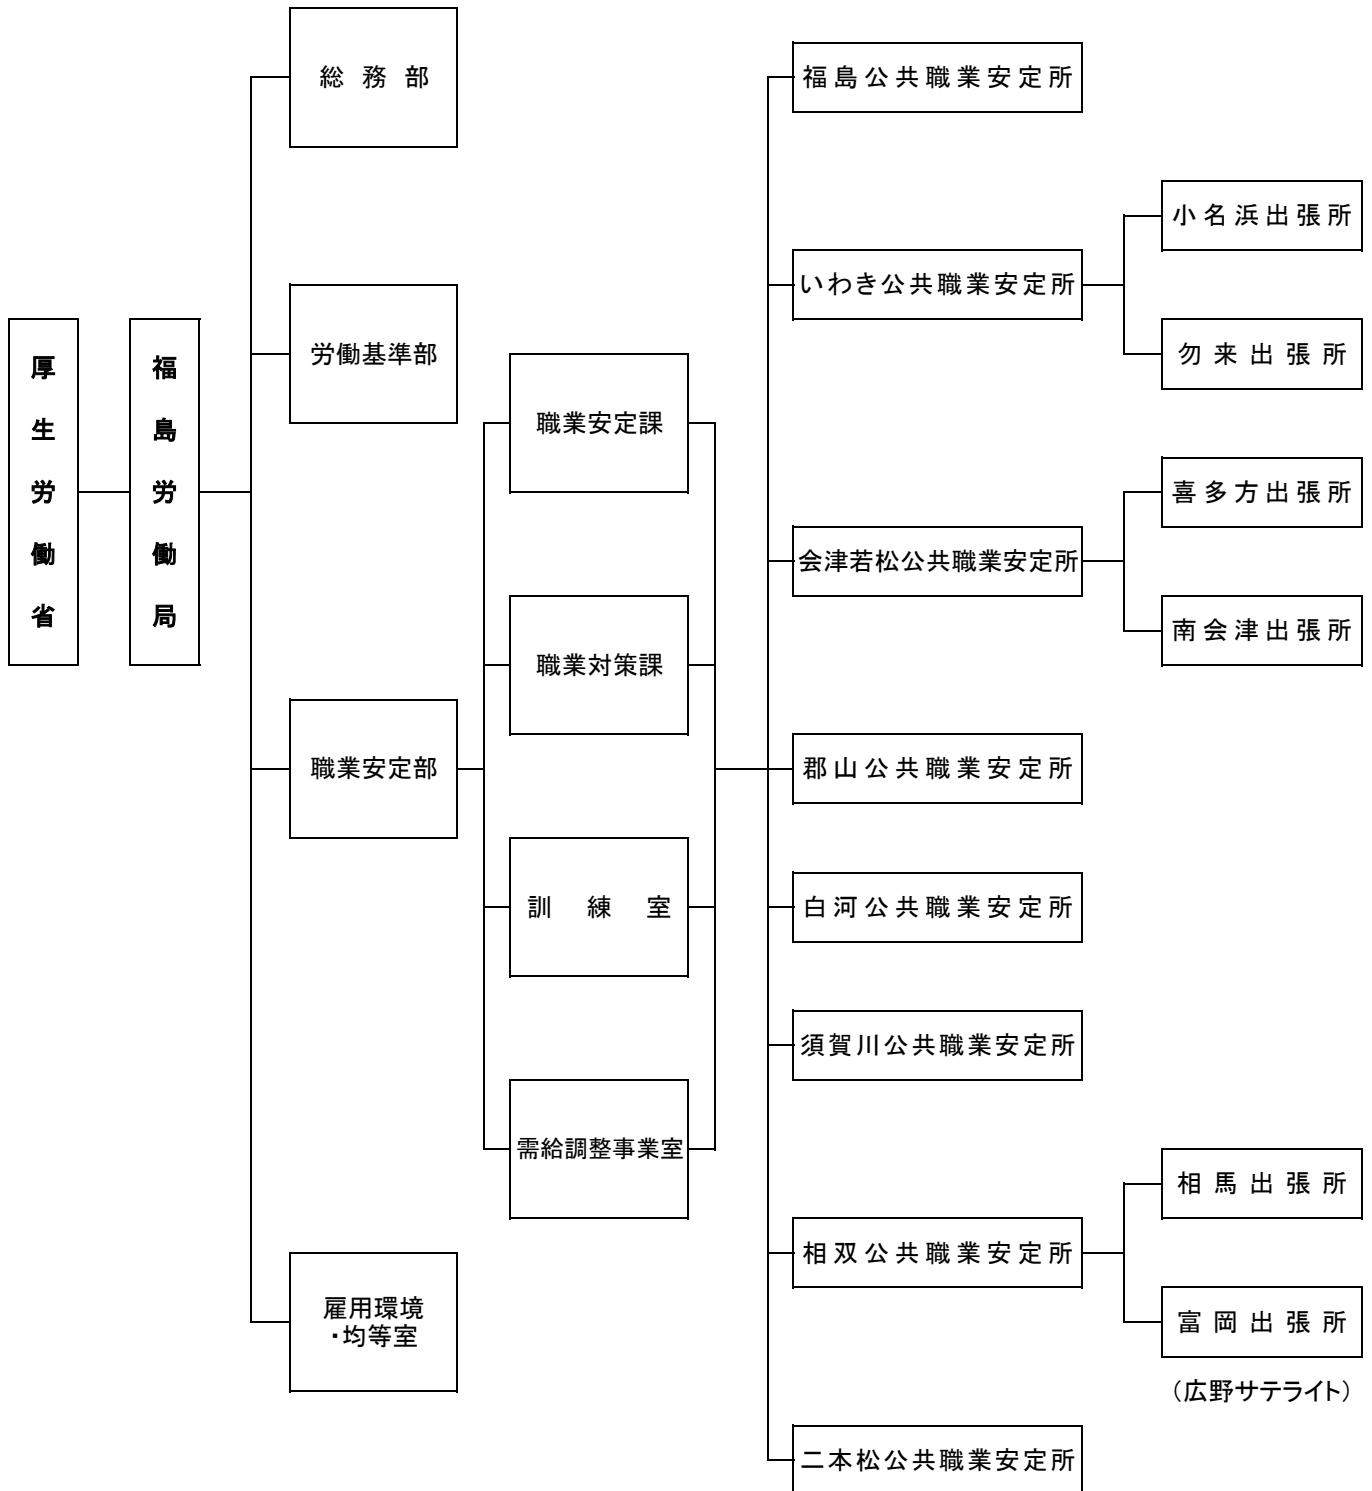 厚生労働省
福島労働局
総務部
労働基準部
職業安定部
雇用環境
・均等室
職業安定課
職業対策課
訓練室
需給調整事業室
福島公共職業安定所
いわき公共職業安定所
小名浜出張所
勿来出張所
会津若松公共職業安定所
喜多方出張所
南会津出張所
郡山公共職業安定所
白河公共職業安定所
須賀川公共職業安定所
相双公共職業安定所
相馬出張所
富岡出張所
（広野サテライト）
二本松公共職業安定所